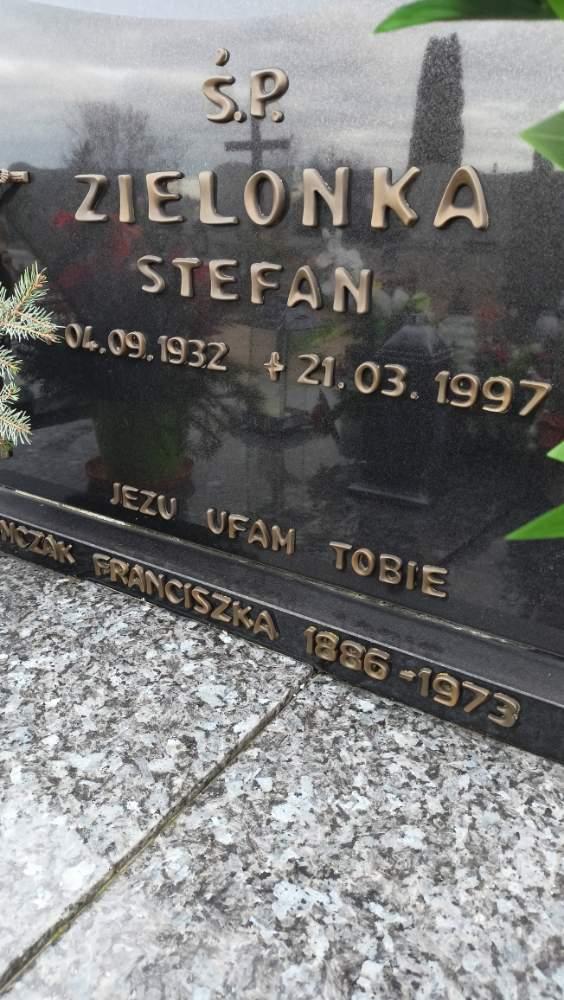 Ś.P.
ZIELONKA
STEFAN
04.09.1932 ✝ 21.03.1997
JEZU UFAM TOBIE
FRANCISZKA 1886-1973